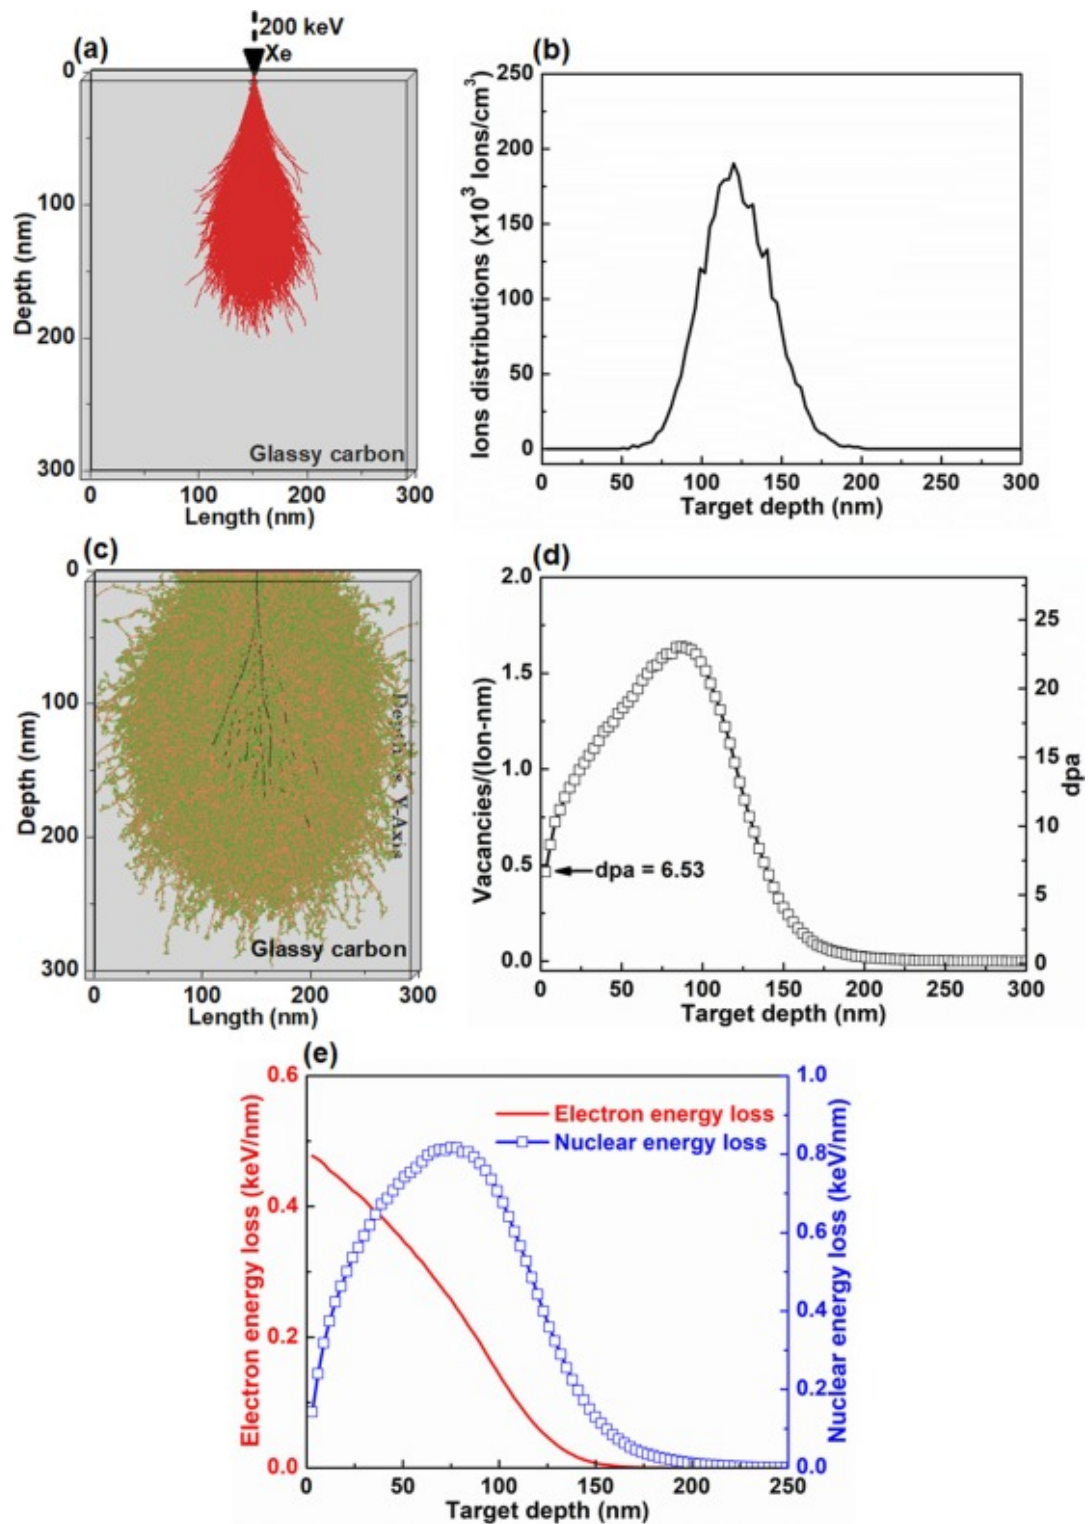 (a)
200 keV
Xe
0
100
200
300
Depth (nm)
Glassy carbon
0
100
200
300
Length (nm)
(b)
250
200
150
100
50
0
Ions distributions (x10³ Ions/cm³)
0
50
100
150
200
250
300
Target depth (nm)
(c)
0
100
200
300
Depth (nm)
Depth vs. Y-Axis
Glassy carbon
0
100
200
300
Length (nm)
(d)
2.0
1.5
1.0
0.5
0.0
Vacancies/(Ion-nm)
dpa = 6.53
25
20
15
10
5
0
dpa
0
50
100
150
200
250
300
Target depth (nm)
(e)
0.6
0.4
0.2
0.0
Electron energy loss (keV/nm)
Electron energy loss
Nuclear energy loss
1.0
0.8
0.6
0.4
0.2
0.0
Nuclear energy loss (keV/nm)
0
50
100
150
200
250
Target depth (nm)